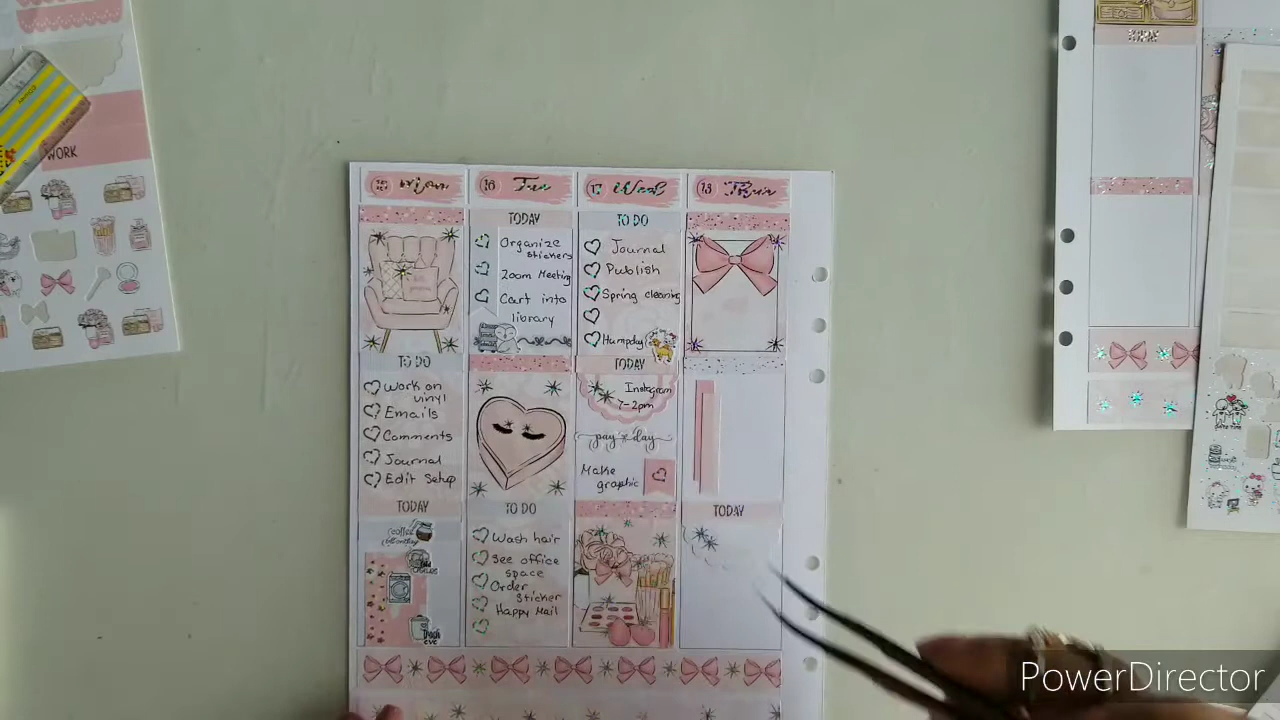 WORK
TODAY
15 Mon
16 Tue
17 Wed
18 Thur
TODAY
Organize
stickers
Zoom Meeting
Cart into
library
TO DO
Journal
Publish
Spring cleaning
Humpday
TO DO
Work on
vinyl
Emails
Comments
Journal
Edit Setup
TODAY
Instagram
7-2pm
pay day
Make
graphic
TODAY
coffee
TO DO
Wash hair
See office
space
Order
Sticker
Happy Mail
TODAY
PowerDirector